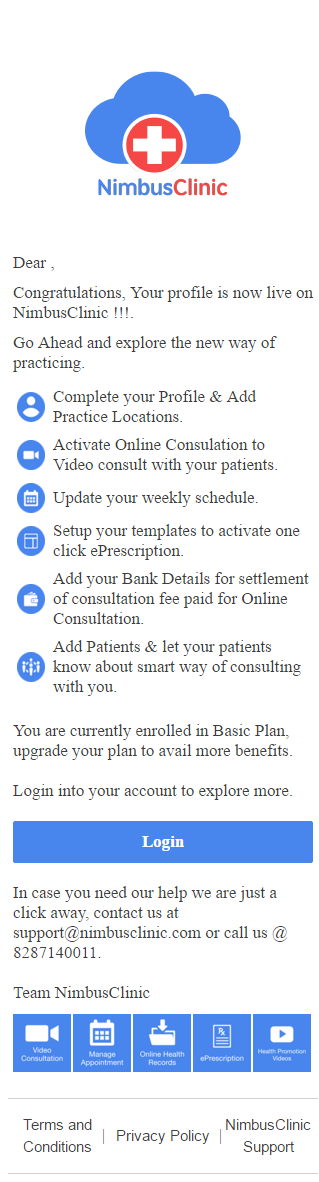 NimbusClinic
Dear ,
Congratulations, Your profile is now live on
NimbusClinic !!!.
Go Ahead and explore the new way of
practicing.
Complete your Profile & Add
Practice Locations.
Activate Online Consulation to
Video consult with your patients.
Update your weekly schedule.
Setup your templates to activate one
click ePrescription.
Add your Bank Details for settlement
of consultation fee paid for Online
Consultation.
Add Patients & let your patients
know about smart way of consulting
with you.
You are currently enrolled in Basic Plan,
upgrade your plan to avail more benefits.
Login into your account to explore more.
Login
In case you need our help we are just a
click away, contact us at
support@nimbusclinic.com or call us @
8287140011.
Team NimbusClinic
Video
Consultation
Manage
Appointment
Online Health
Records
Rx
ePrescription
Health Promotion
Videos
Terms and
Conditions
| Privacy Policy |
NimbusClinic
Support